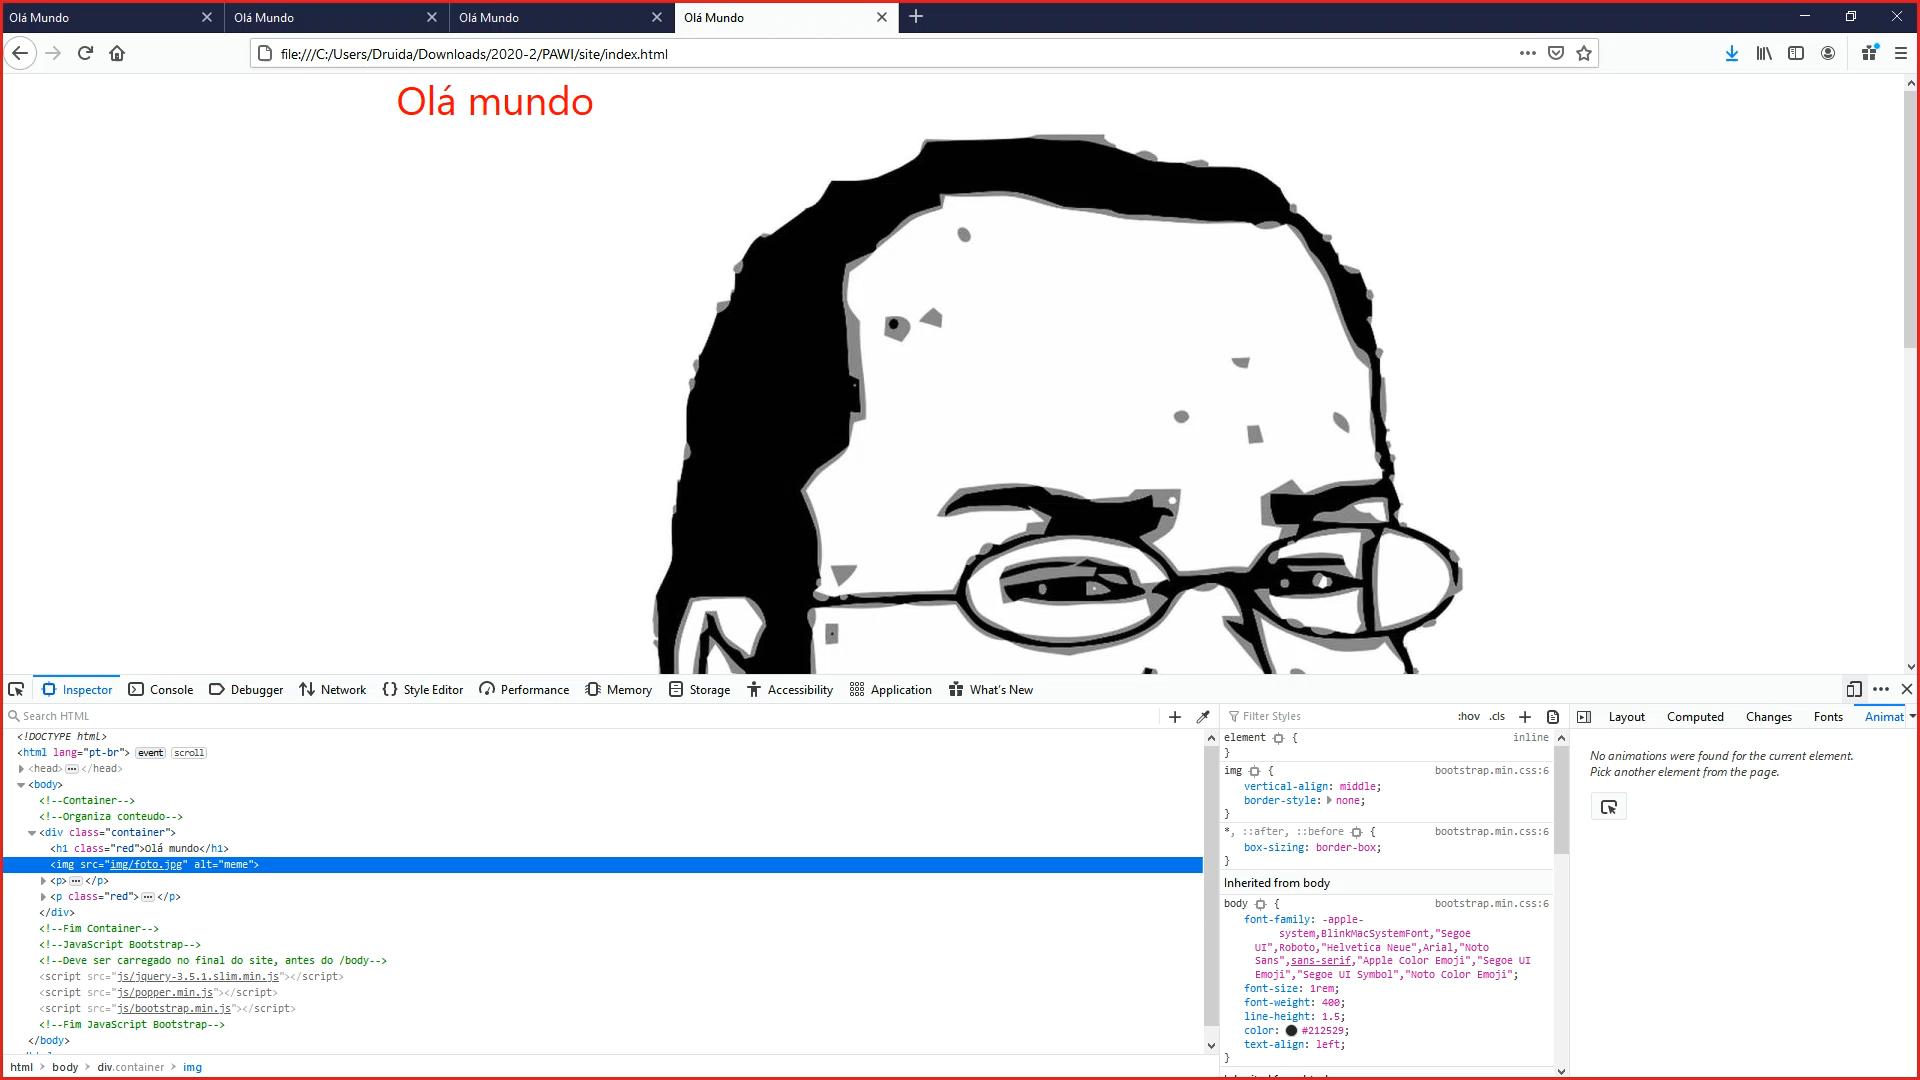 Olá Mundo
Olá Mundo
Olá Mundo
Olá Mundo
file:///C:/Users/Druida/Downloads/2020-2/PAWI/site/index.html
Olá mundo
Inspector Console Debugger Network {} Style Editor Performance Memory Storage Accessibility Application What's New
Search HTML
<!DOCTYPE html>
<html lang="pt-br"> event scroll
<head> ••• </head>
<body>
<!--Container-->
<!--Organiza conteudo-->
<div class="container">
<h1 class="red">Olá mundo</h1>
<img src="img/foto.jpg" alt="meme">
<p> ••• </p>
<p class="red"> ••• </p>
</div>
<!--Fim Container-->
<!--JavaScript Bootstrap-->
<!--Deve ser carregado no final do site, antes do /body-->
<script src="js/jquery-3.5.1.slim.min.js"></script>
<script src="js/popper.min.js"></script>
<script src="js/bootstrap.min.js"></script>
<!--Fim JavaScript Bootstrap-->
</body>
html > body > div.container > img
Filter Styles :hov .cls +
element { inline
}
img { bootstrap.min.css:6
vertical-align: middle;
border-style: none;
}
*, ::after, ::before { bootstrap.min.css:6
box-sizing: border-box;
}
Inherited from body
body { bootstrap.min.css:6
font-family: -apple-
system,BlinkMacSystemFont,"Segoe
UI",Roboto,"Helvetica Neue",Arial,"Noto
Sans",sans-serif,"Apple Color Emoji","Segoe UI
Emoji","Segoe UI Symbol","Noto Color Emoji";
font-size: 1rem;
font-weight: 400;
line-height: 1.5;
color: #212529;
text-align: left;
}
Layout Computed Changes Fonts Animat
No animations were found for the current element.
Pick another element from the page.